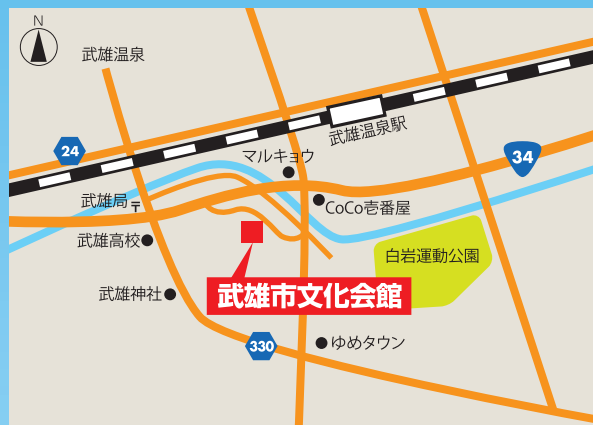 N
武雄温泉
24
武雄温泉駅
マルキョウ
34
武雄局
CoCo壱番屋
武雄高校
白岩運動公園
武雄神社
武雄市文化会館
330
ゆめタウン